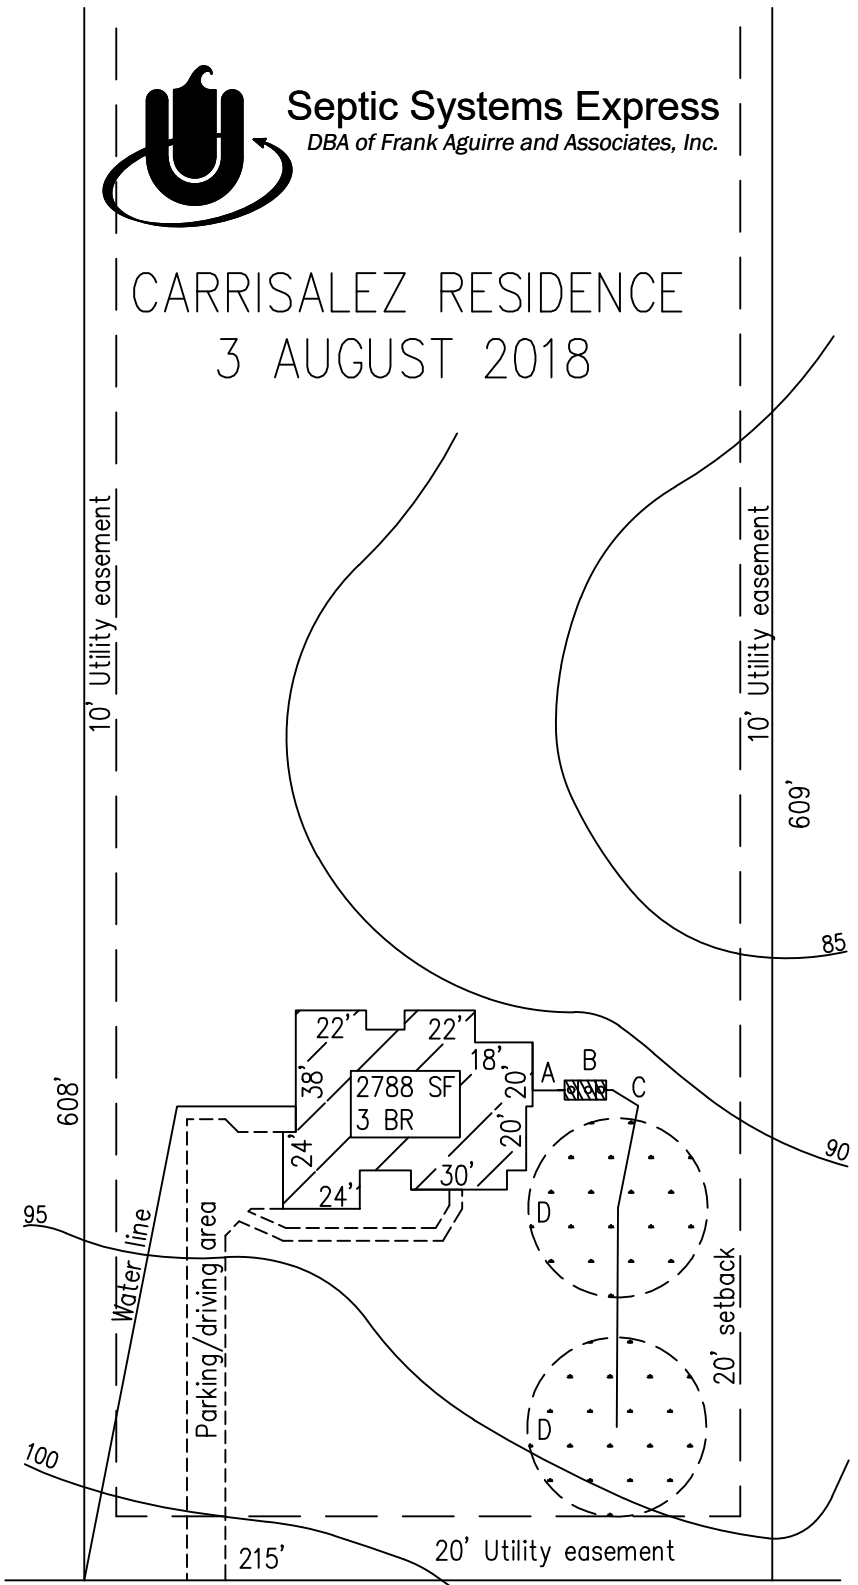 Septic Systems Express
DBA of Frank Aguirre and Associates, Inc.
CARRISALEZ RESIDENCE
3 AUGUST 2018
10' Utility easement
10' Utility easement
609'
85
608'
22'
22'
18'
38'
20'
2788 SF
3 BR
A
B
C
24'
20'
24'
30'
90
95
Water line
Parking/driving area
D
20' setback
D
100
215'
20' Utility easement